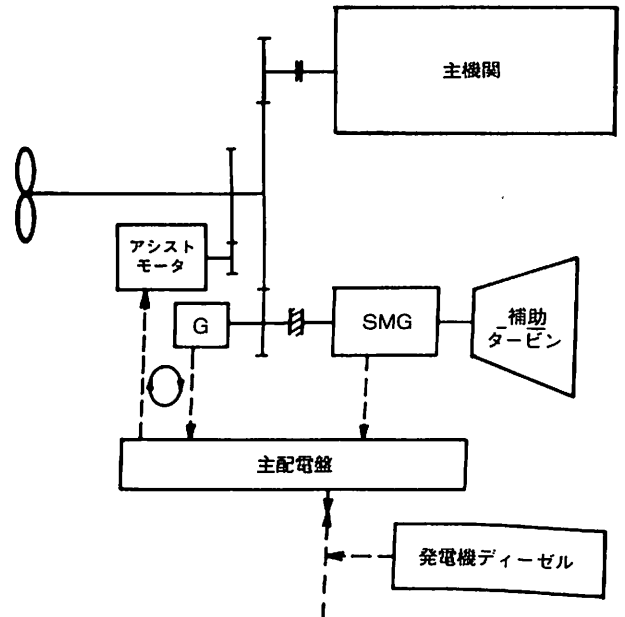 主機関
アシスト
モータ
G
SMG
補助
タービン
主配電盤
発電機ディーゼル